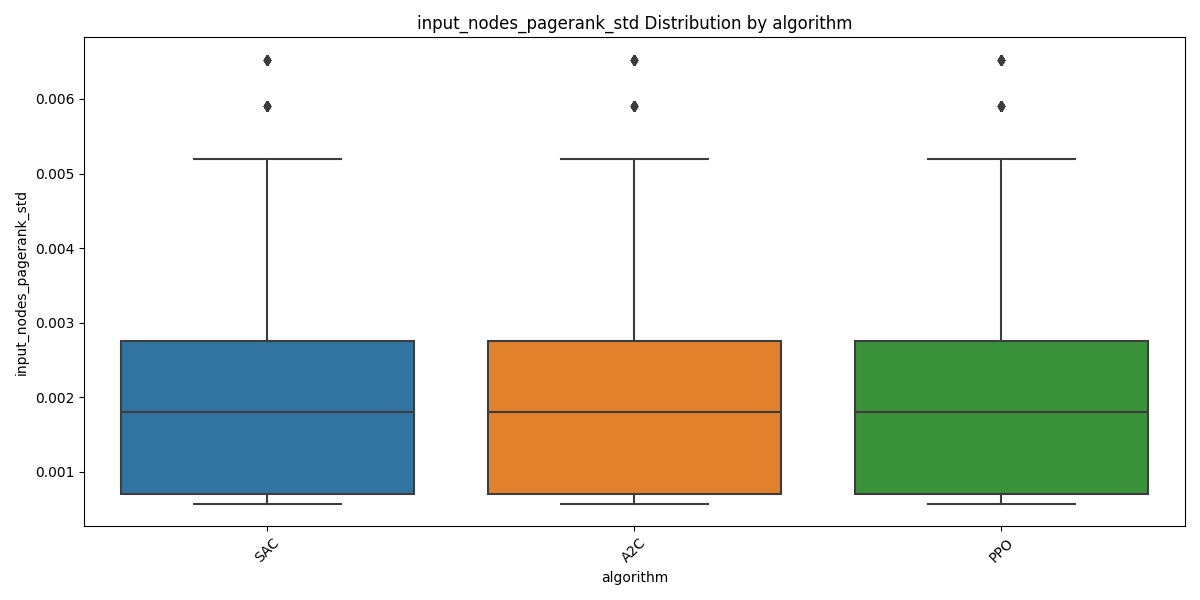 input_nodes_pagerank_std Distribution by algorithm
input_nodes_pagerank_std
0.006
0.005
0.004
0.003
0.002
0.001
SAC
A2C
PPO
algorithm